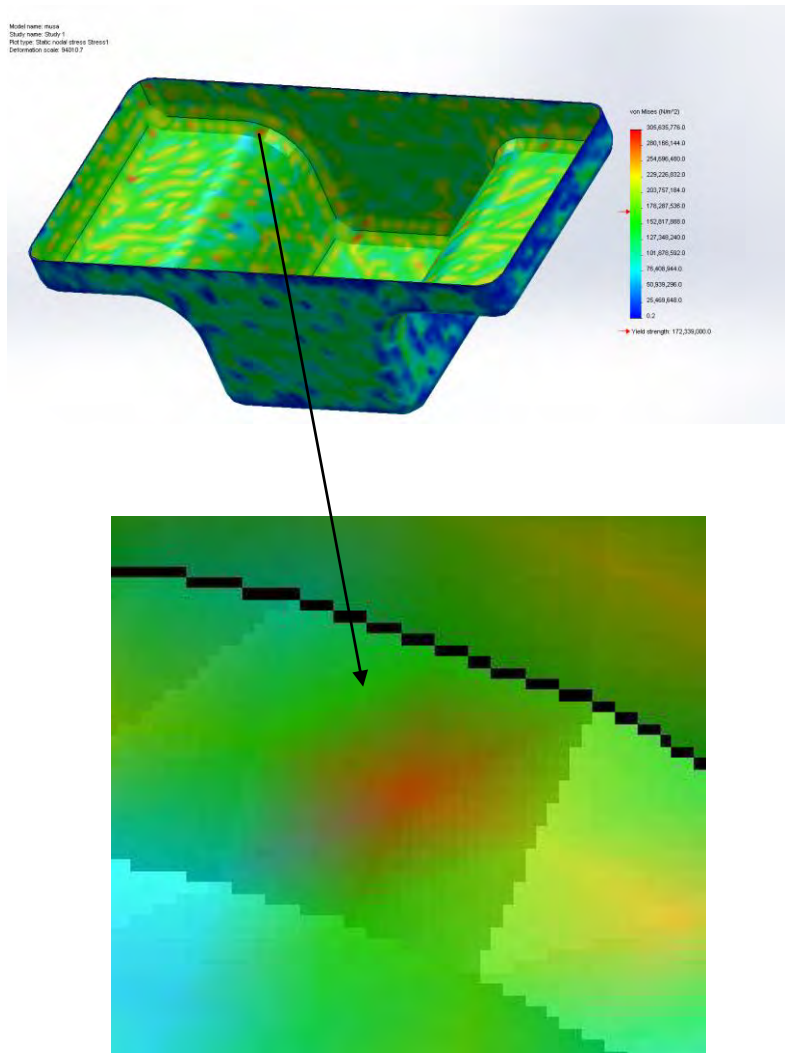 Model name: musa
Study name: Study 1
Plot type: Static nodal stress Stress1
Deformation scale: 94010.7
von Mises (N/m^2)
305,635,776.0
280,166,144.0
254,696,480.0
229,226,832.0
203,757,184.0
178,287,536.0
152,817,888.0
127,348,240.0
101,878,592.0
76,408,944.0
50,939,296.0
25,469,648.0
0.2
Yield strength: 172,339,000.0